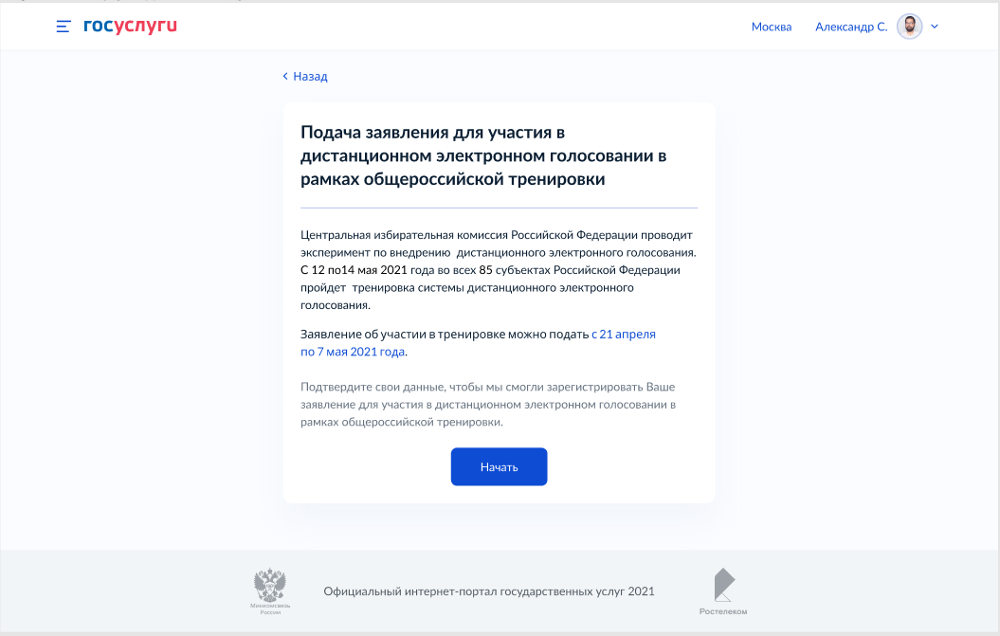 госуслуги
Москва
Александр С.
Назад
Подача заявления для участия в
дистанционном электронном голосовании в
рамках общероссийской тренировки
Центральная избирательная комиссия Российской Федерации проводит
эксперимент по внедрению дистанционного электронного голосования.
С 12 по14 мая 2021 года во всех 85 субъектах Российской Федерации
пройдет тренировка системы дистанционного электронного
голосования.
Заявление об участии в тренировке можно подать с 21 апреля
по 7 мая 2021 года.
Подтвердите свои данные, чтобы мы смогли зарегистрировать Ваше
заявление для участия в дистанционном электронном голосовании в
рамках общероссийской тренировки.
Начать
Минкомсвязь
России
Официальный интернет-портал государственных услуг 2021
Ростелеком